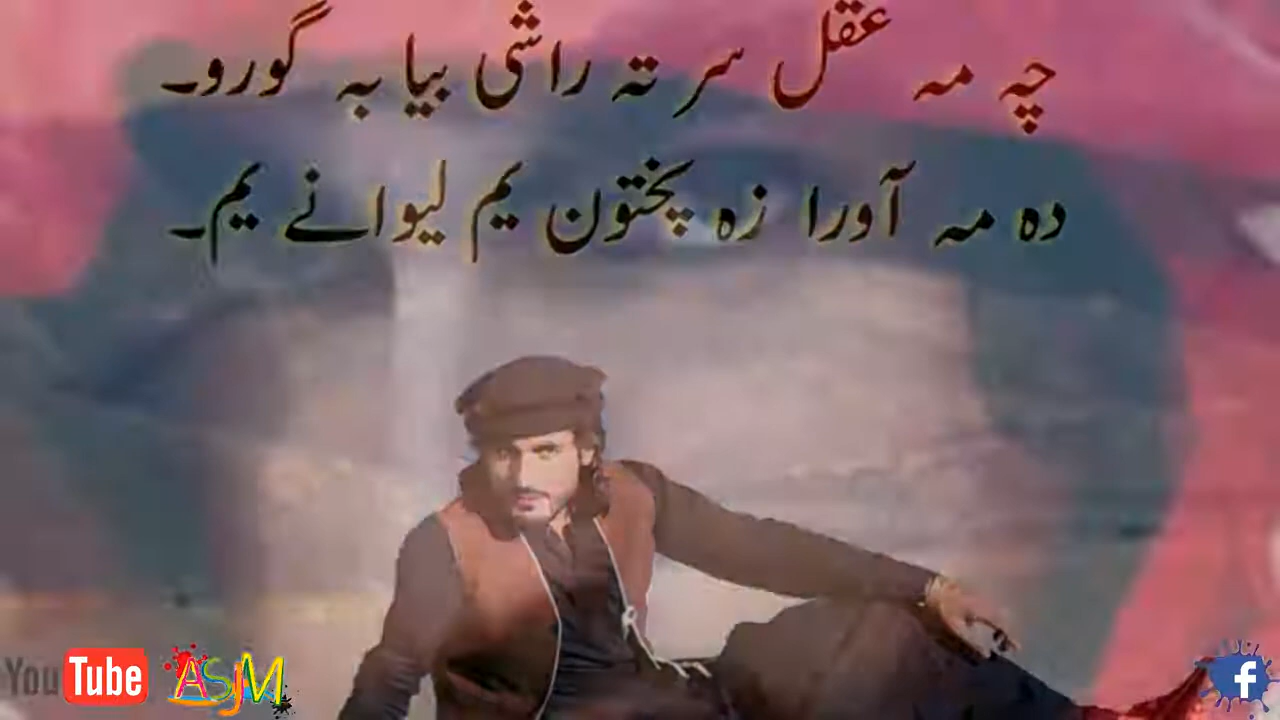 چہ مہ عقل سر تہ راشی بیا بہ گورو۔
دہ مہ آورا زہ پختون یم لیوانے یم۔
YouTube ASJM
f